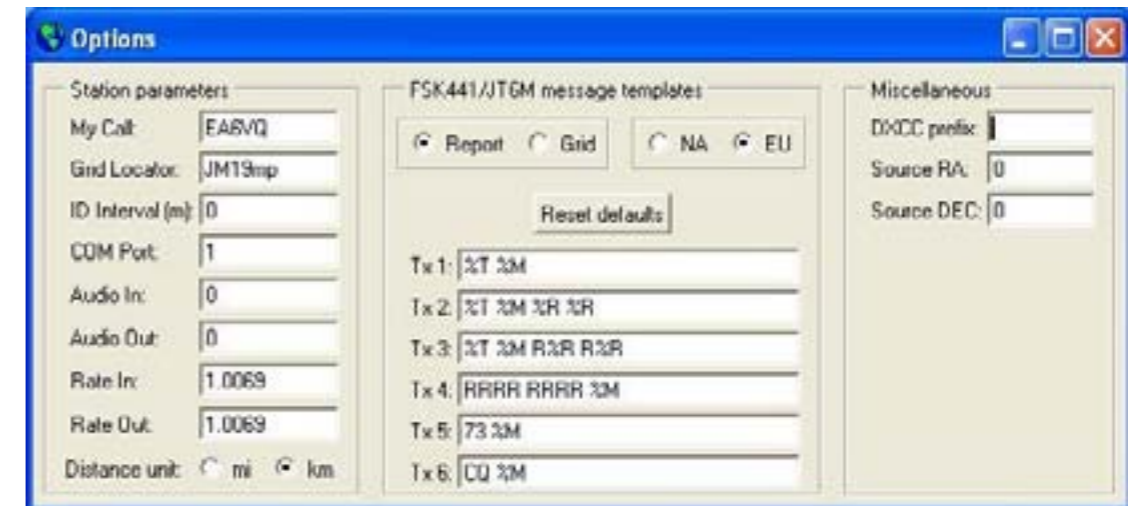 Options
Station parameters
My Call: EA6VQ
Grid Locator: JM19mp
ID Interval (m): 0
COM Port: 1
Audio In: 0
Audio Out: 0
Rate In: 1.0069
Rate Out: 1.0069
Distance unit: mi km
FSK441/JT6M message templates
Report Grid NA EU
Reset defaults
Tx 1: %T %M
Tx 2: %T %M %R %R
Tx 3: %T %M R%R R%R
Tx 4: RRRR RRRR %M
Tx 5: 73 %M
Tx 6: CQ %M
Miscellaneous
DXCC prefix:
Source RA: 0
Source DEC: 0